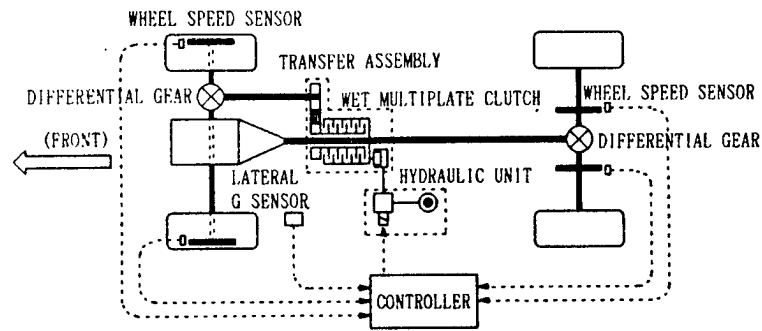 WHEEL SPEED SENSOR
TRANSFER ASSEMBLY
DIFFERENTIAL GEAR
WET MULTIPLATE CLUTCH
WHEEL SPEED SENSOR
(FRONT)
DIFFERENTIAL GEAR
LATERAL
G SENSOR
HYDRAULIC UNIT
CONTROLLER